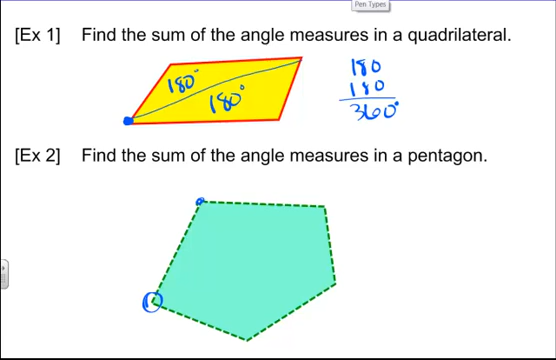 Pen Types
[Ex 1] Find the sum of the angle measures in a quadrilateral.
180°
180°
180
180
360°
[Ex 2] Find the sum of the angle measures in a pentagon.